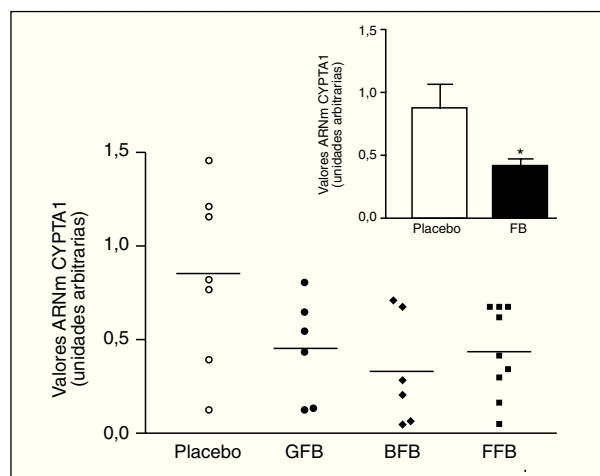 1,5
1,0
0,5
0,0
Valores ARNm CYPTA1
(unidades arbitrarias)
*
Placebo
FB
1,5
1,0
0,5
0,0
Valores ARNm CYPTA1
(unidades arbitrarias)
Placebo
GFB
BFB
FFB